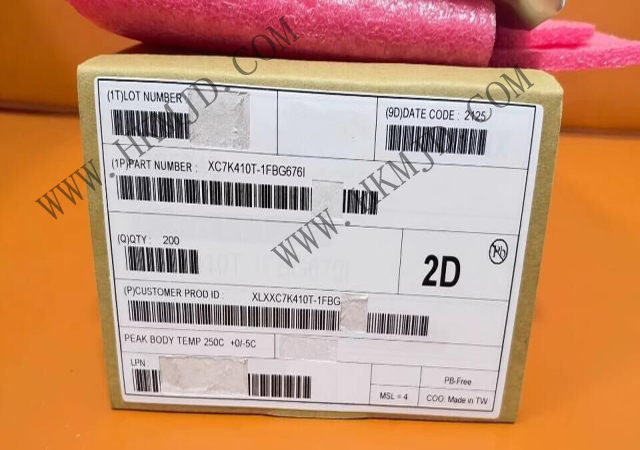 (1T)LOT NUMBER
(9D)DATE CODE : 2125
(1P)PART NUMBER : XC7K410T-1FBG676I
(Q)QTY : 200
2D
Pb
(P)CUSTOMER PROD ID : XLXXC7K410T-1FBG
PEAK BODY TEMP 250C +0/-5C
LPN :
PB-Free
MSL = 4
COO: Made in TW
WWW.HKMJD.COM
WWW.HKMJD.COM